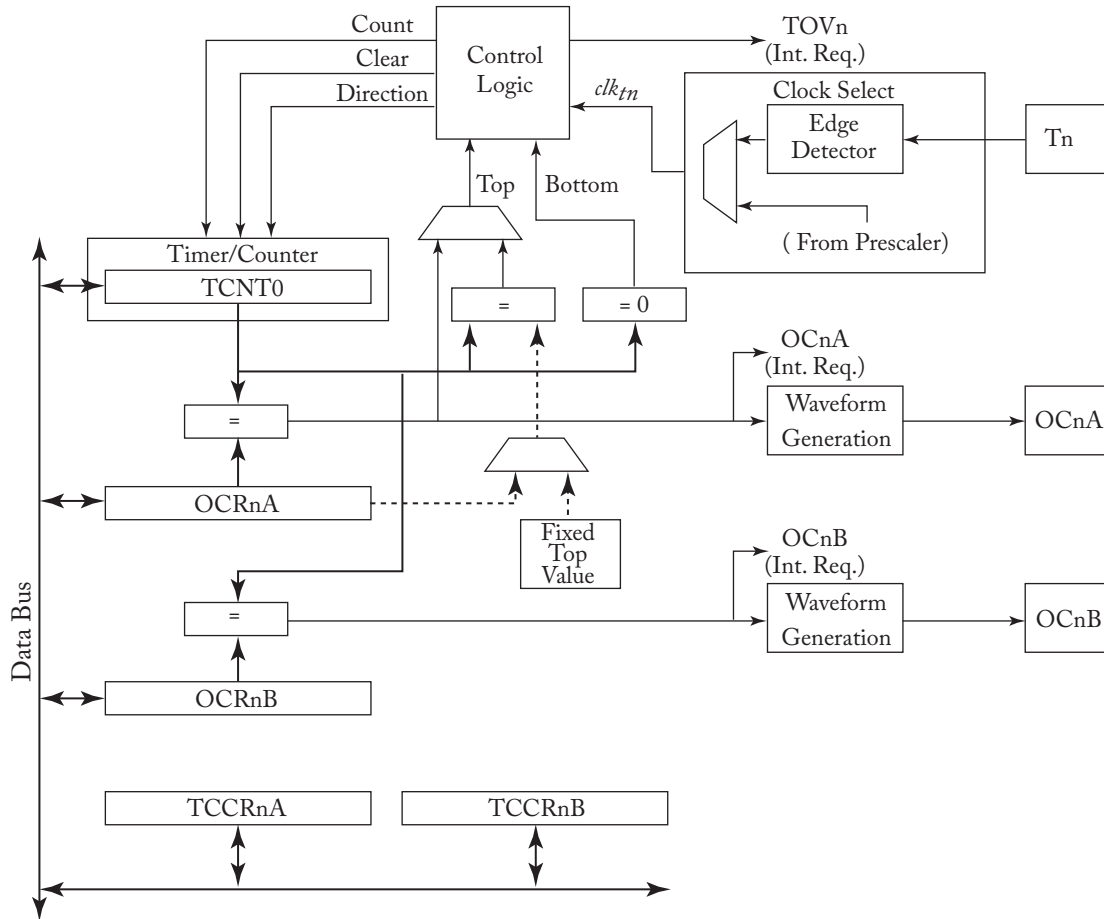 Count
Clear
Direction
Control
Logic
TOVn
(Int. Req.)
clktn
Clock Select
Edge
Detector
Tn
( From Prescaler)
Top
Bottom
Timer/Counter
TCNT0
=
= 0
OCnA
(Int. Req.)
=
Waveform
Generation
OCnA
OCRnA
Fixed
Top
Value
OCnB
(Int. Req.)
=
Waveform
Generation
OCnB
OCRnB
Data Bus
TCCRnA
TCCRnB